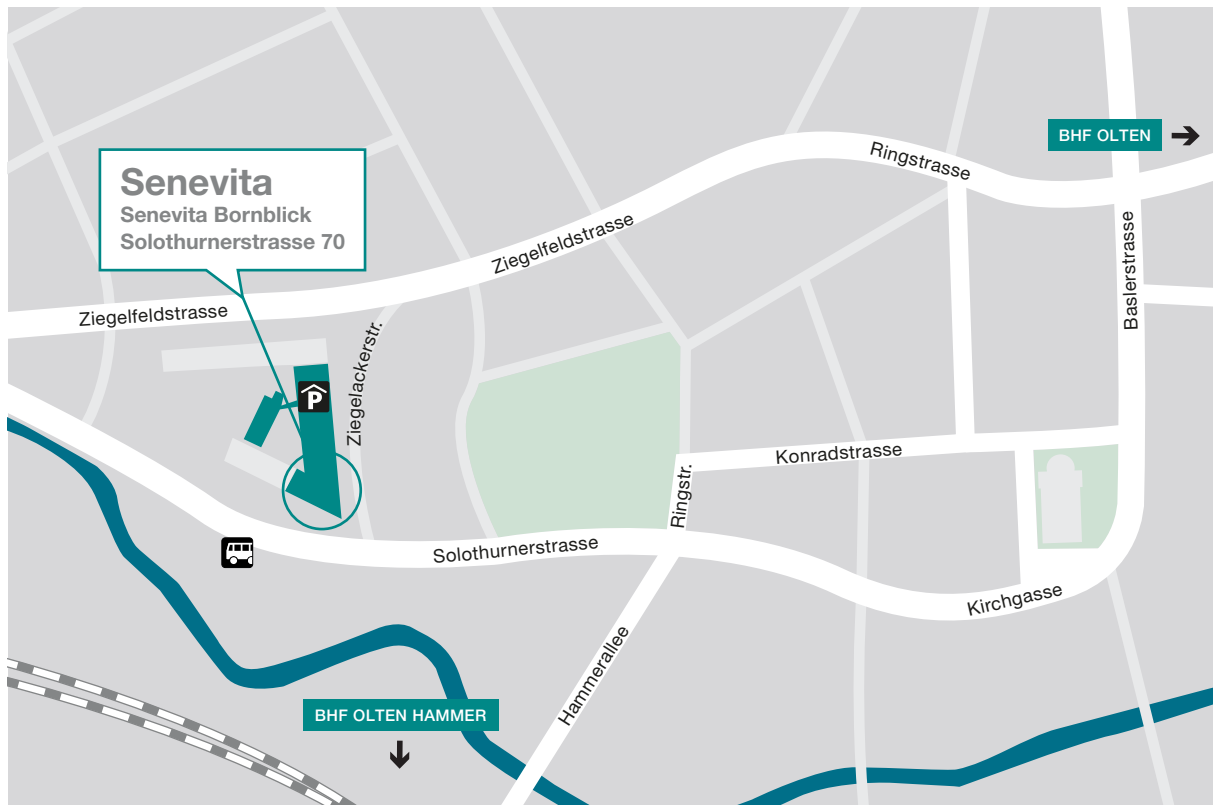 BHF OLTEN
Ringstrasse
Senevita
Senevita Bornblick
Solothurnerstrasse 70
Ziegelfeldstrasse
Baslerstrasse
Ziegelfeldstrasse
Ziegelackerstr.
P
Konradstrasse
Ringstr.
Solothurnerstrasse
Kirchgasse
Hammerallee
BHF OLTEN HAMMER